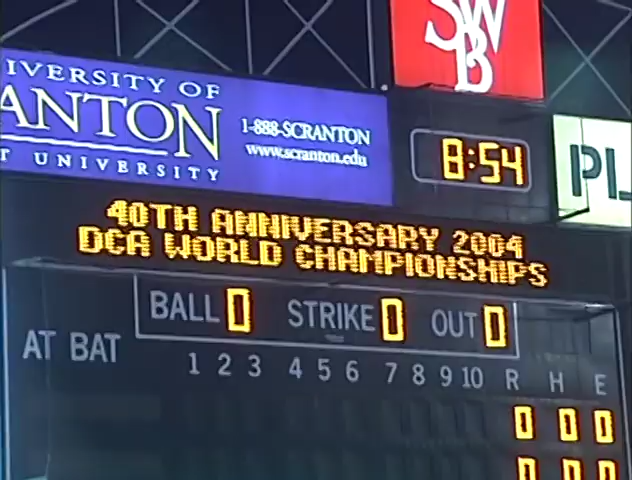 IVERSITY OF
ANTON
T UNIVERSITY
1-888-SCRANTON
www.scranton.edu
SWB
8:54
PL
40TH ANNIVERSARY 2004
DCA WORLD CHAMPIONSHIPS
BALL 0 STRIKE 0 OUT 0
AT BAT
1 2 3 4 5 6 7 8 9 10 R H E
0 0 0
0 0 0